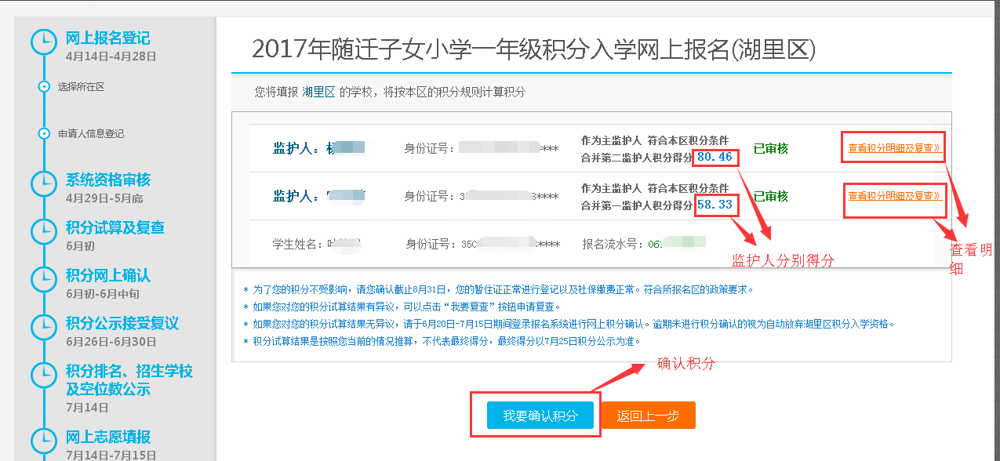 网上报名登记
4月14日-4月28日
选择所在区
申请人信息登记
系统资格审核
4月29日-5月底
积分试算及复查
6月初
积分网上确认
6月初-6月中旬
积分公示接受复议
6月26日-6月30日
积分排名、招生学校
及空位数公示
7月14日
网上志愿填报
7月14日-7月15日
2017年随迁子女小学一年级积分入学网上报名(湖里区)
您将填报 湖里区 的学校，将按本区的积分规则计算积分
监护人：
身份证号：
***
作为主监护人 符合本区积分条件
合并第二监护人积分得分80.46
已审核
查看积分明细及复查》
监护人：
身份证号：3
****
作为主监护人 符合本区积分条件
合并第一监护人积分得分58.33
已审核
查看积分明细及复查》
学生姓名：
身份证号：350
****
报名流水号：06
监护人分别得分
查看明
细
* 为了您的积分不受影响，请您确认截止8月31日，您的暂住证正常进行登记以及社保缴费正常。符合所报名区的政策要求。
* 如果您对您的积分试算结果有异议，可以点击“我要复查”按钮申请复查。
* 如果您对您的积分试算结果无异议，请于6月20日-7月15日期间登录报名系统进行网上积分确认。逾期未进行积分确认的视为自动放弃湖里区积分入学资格。
* 积分试算结果是按照您当前的情况推算，不代表最终得分，最终得分以7月25日积分公示为准。
确认积分
我要确认积分
返回上一步